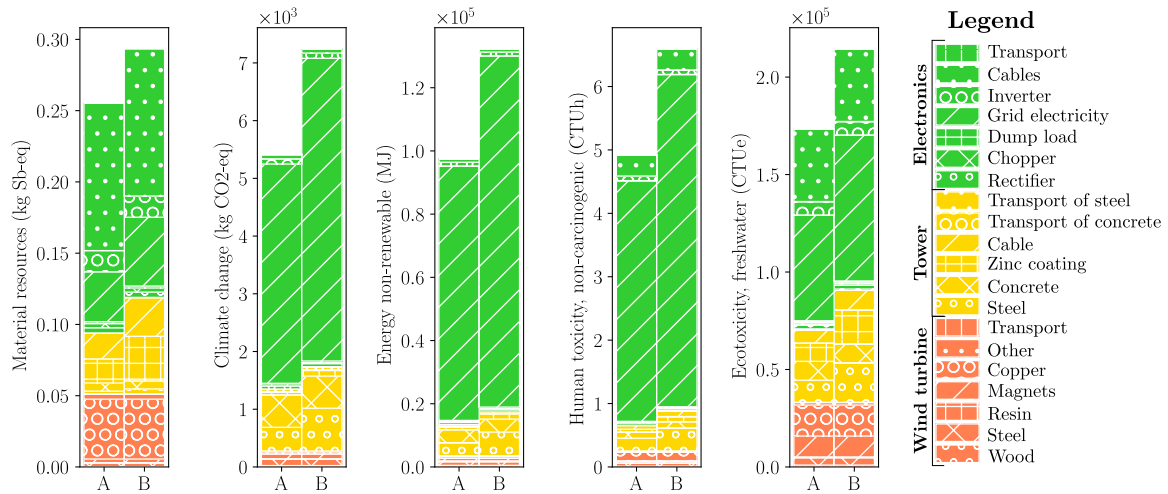 Material resources (kg Sb-eq)
0.30
0.25
0.20
0.15
0.10
0.05
0.00
A B
×10³
Climate change (kg CO2-eq)
7
6
5
4
3
2
1
0
A B
×10⁵
Energy non-renewable (MJ)
1.2
1.0
0.8
0.6
0.4
0.2
0.0
A B
Human toxicity, non-carcinogenic (CTUh)
6
5
4
3
2
1
0
A B
×10⁵
Ecotoxicity, freshwater (CTUe)
2.0
1.5
1.0
0.5
0.0
A B
Legend
Electronics
Transport
Cables
Inverter
Grid electricity
Dump load
Chopper
Rectifier
Tower
Transport of steel
Transport of concrete
Cable
Zinc coating
Concrete
Steel
Wind turbine
Transport
Other
Copper
Magnets
Resin
Steel
Wood